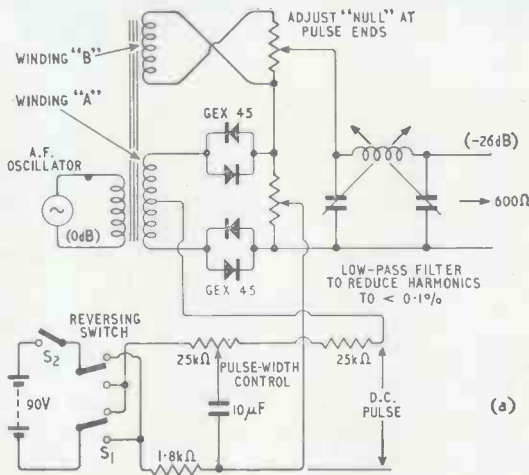 ADJUST "NULL" AT
PULSE ENDS
WINDING "B"
WINDING "A"
GEX 45
A.F.
OSCILLATOR
(0dB)
(-26dB)
600Ω
GEX 45
LOW-PASS FILTER
TO REDUCE HARMONICS
TO < 0·1%
REVERSING
SWITCH
S2
25kΩ
25kΩ
PULSE-WIDTH
CONTROL
90V
10μF
D.C.
PULSE
(a)
S1
1·8kΩ